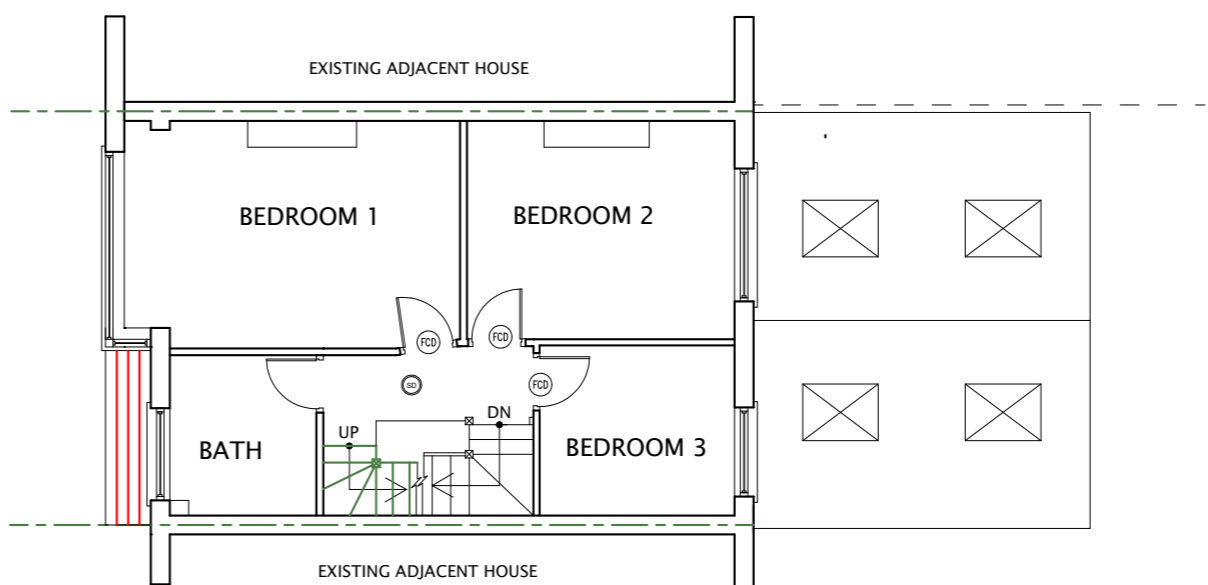 EXISTING ADJACENT HOUSE
BEDROOM 1
BEDROOM 2
FCD
FCD
SD
FCD
UP
DN
BATH
BEDROOM 3
EXISTING ADJACENT HOUSE